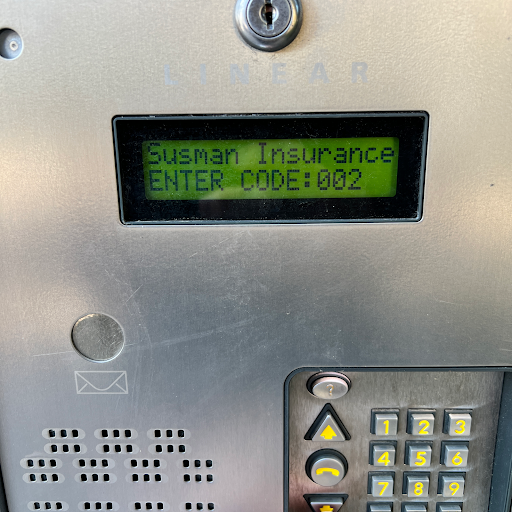 LINEAR
Susman Insurance
ENTER CODE:002
?
1 2 3
4 5 6
7 8 9